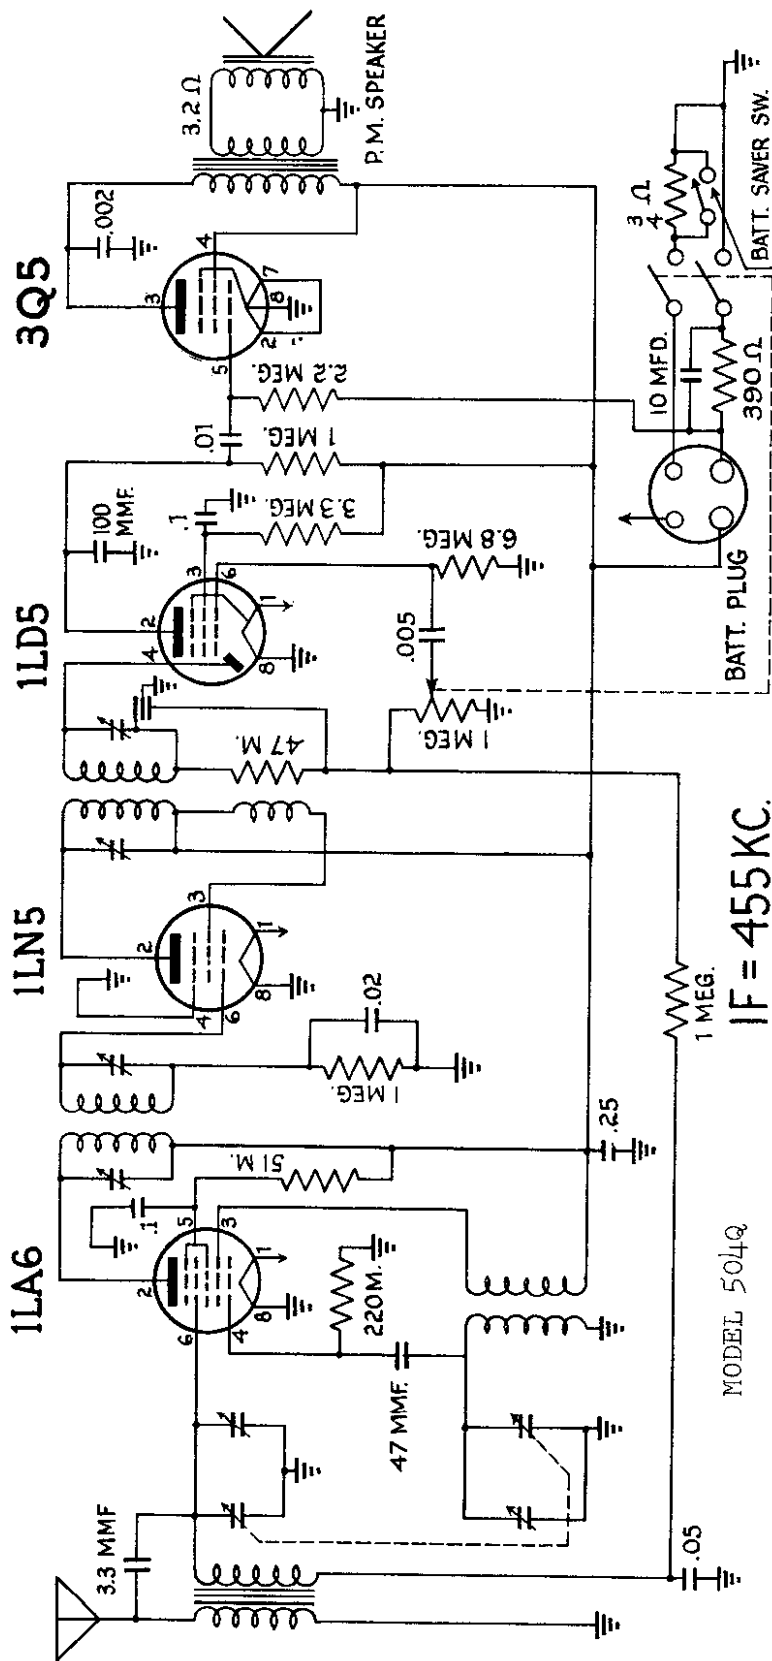 1LA6
1LN5
1LD5
3Q5
3.3 MMF
2
6
5
4
3
8
1
.1
51 M.
220 M.
47 MMF.
.05
.25
2
4
6
3
8
1
1 MEG.
.02
47 M.
1 MEG.
.005
6.8 MEG.
2
4
3
6
8
1
100
MMF.
.1
3.3 MEG.
1 MEG.
.01
2.2 MEG.
3
5
4
2
8
7
.002
3.2 Ω
P.M. SPEAKER
1 MEG.
BATT. PLUG
10 MFD.
390 Ω
3
4
Ω
BATT. SAVER SW.
MODEL 504Q
IF = 455 KC.